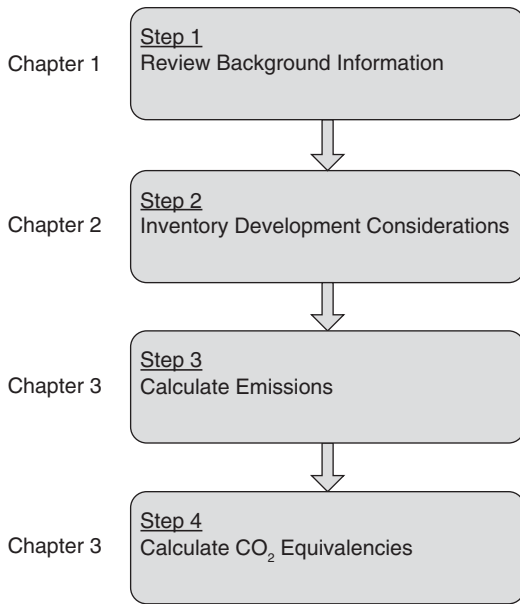 Chapter 1
Step 1
Review Background Information
Chapter 2
Step 2
Inventory Development Considerations
Chapter 3
Step 3
Calculate Emissions
Chapter 3
Step 4
Calculate CO₂ Equivalencies